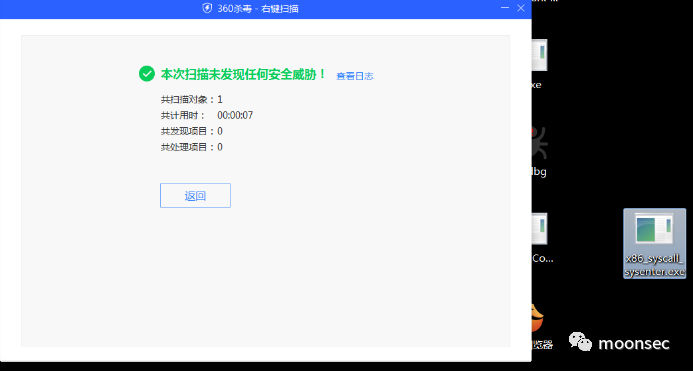 360杀毒 - 右键扫描
本次扫描未发现任何安全威胁！ 查看日志
共扫描对象：1
共计用时： 00:00:07
共发现项目：0
共处理项目：0
返回
xe
dbg
Co...
x86_syscall_
sysenter.exe
览器
moonsec